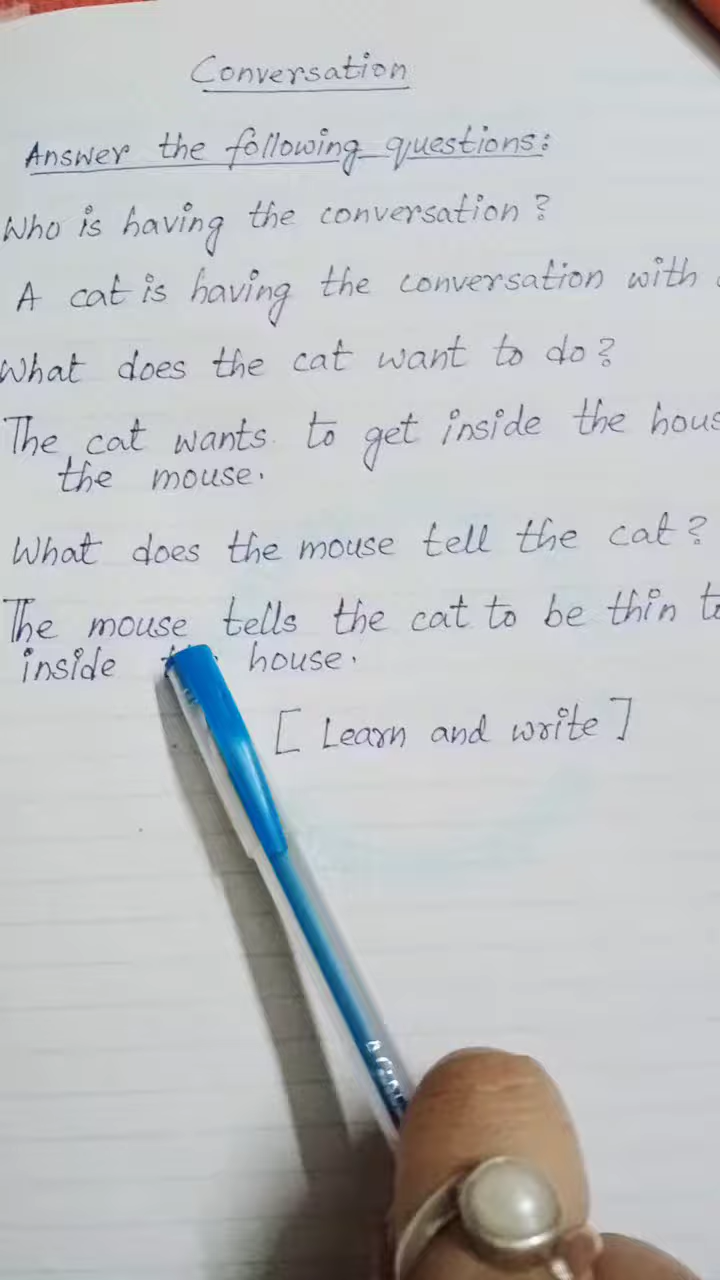 Conversation
Answer the following questions:
Who is having the conversation?
A cat is having the conversation with
What does the cat want to do?
The cat wants to get inside the hous
the mouse.
What does the mouse tell the cat?
The mouse tells the cat to be thin
inside house.
[Learn and write]